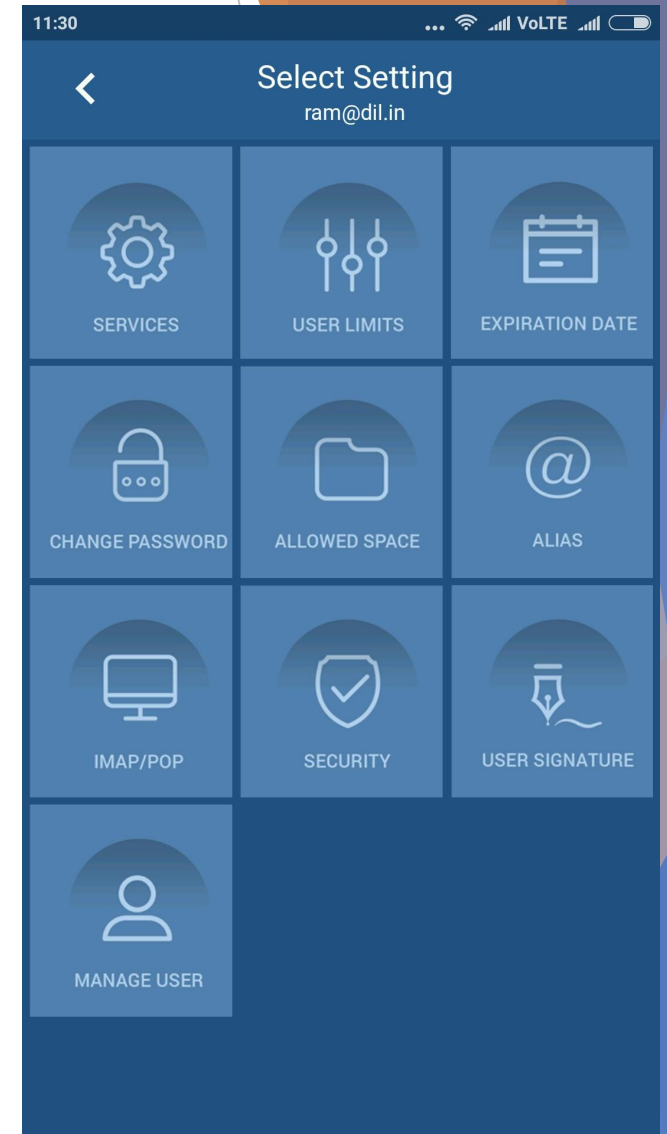 11:30 ... VoLTE
Select Setting
ram@dil.in
SERVICES USER LIMITS EXPIRATION DATE
CHANGE PASSWORD ALLOWED SPACE ALIAS
IMAP/POP SECURITY USER SIGNATURE
MANAGE USER